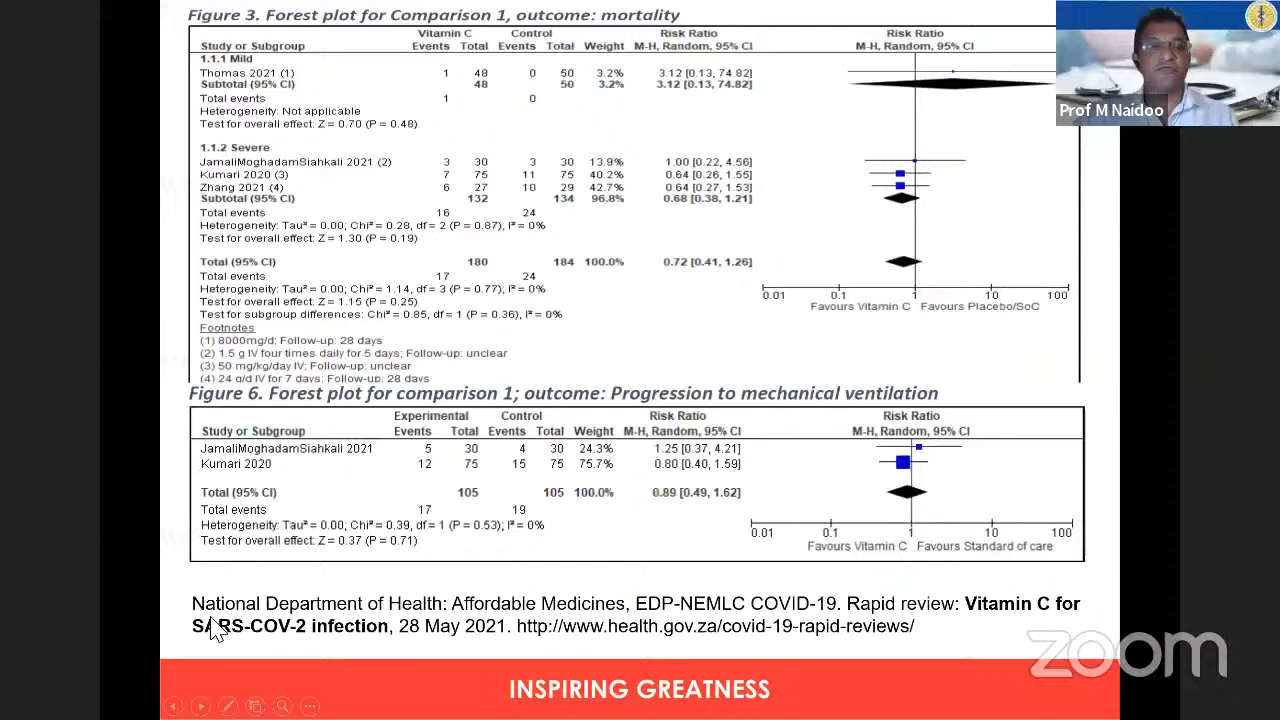 Figure 3. Forest plot for Comparison 1, outcome: mortality
Vitamin C Control Risk Ratio Risk Ratio
Study or Subgroup Events Total Events Total Weight M-H, Random, 95% CI M-H, Random, 95% CI
1.1.1 Mild
Thomas 2021 (1) 1 48 0 50 3.2% 3.12 [0.13, 74.82]
Subtotal (95% CI) 48 50 3.2% 3.12 [0.13, 74.82]
Total events 1 0
Heterogeneity: Not applicable
Test for overall effect: Z = 0.70 (P = 0.48)
1.1.2 Severe
JamaliMoghadamSiahkali 2021 (2) 3 30 3 30 13.9% 1.00 [0.22, 4.56]
Kumari 2020 (3) 7 75 11 75 40.2% 0.64 [0.26, 1.55]
Zhang 2021 (4) 6 27 10 29 42.7% 0.64 [0.27, 1.53]
Subtotal (95% CI) 132 134 96.8% 0.68 [0.38, 1.21]
Total events 16 24
Heterogeneity: Tau² = 0.00; Chi² = 0.28, df = 2 (P = 0.87); I² = 0%
Test for overall effect: Z = 1.30 (P = 0.19)
Total (95% CI) 180 184 100.0% 0.72 [0.41, 1.26]
Total events 17 24
Heterogeneity: Tau² = 0.00; Chi² = 1.14, df = 3 (P = 0.77); I² = 0%
Test for overall effect: Z = 1.15 (P = 0.25)
Test for subgroup differences: Chi² = 0.85, df = 1 (P = 0.36), I² = 0%
0.01 0.1 1 10 100
Favours Vitamin C Favours Placebo/SoC
Footnotes
(1) 8000mg/d; Follow-up: 28 days
(2) 1.5 g IV four times daily for 5 days; Follow-up: unclear
(3) 50 mg/kg/day IV; Follow-up: unclear
(4) 24 g/d IV for 7 days; Follow-up: 28 days
Prof M Naidoo
Figure 6. Forest plot for comparison 1; outcome: Progression to mechanical ventilation
Experimental Control Risk Ratio Risk Ratio
Study or Subgroup Events Total Events Total Weight M-H, Random, 95% CI M-H, Random, 95% CI
JamaliMoghadamSiahkali 2021 5 30 4 30 24.3% 1.25 [0.37, 4.21]
Kumari 2020 12 75 15 75 75.7% 0.80 [0.40, 1.59]
Total (95% CI) 105 105 100.0% 0.89 [0.49, 1.62]
Total events 17 19
Heterogeneity: Tau² = 0.00; Chi² = 0.39, df = 1 (P = 0.53); I² = 0%
Test for overall effect: Z = 0.37 (P = 0.71)
0.01 0.1 1 10 100
Favours Vitamin C Favours Standard of care
National Department of Health: Affordable Medicines, EDP-NEMLC COVID-19. Rapid review: Vitamin C for
SARS-COV-2 infection, 28 May 2021. http://www.health.gov.za/covid-19-rapid-reviews/
zoom
INSPIRING GREATNESS